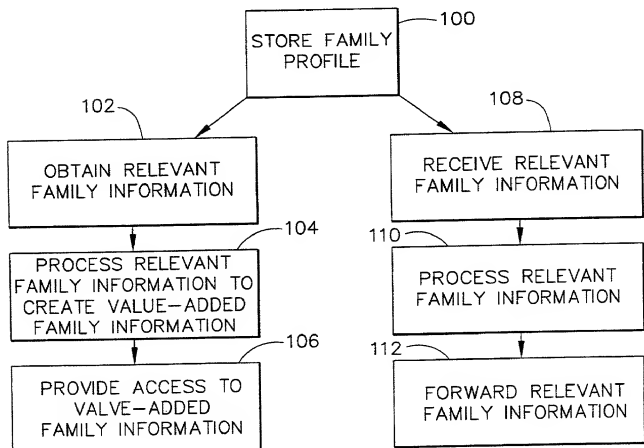 100
STORE FAMILY
PROFILE
102
OBTAIN RELEVANT
FAMILY INFORMATION
104
PROCESS RELEVANT
FAMILY INFORMATION TO
CREATE VALUE-ADDED
FAMILY INFORMATION
106
PROVIDE ACCESS TO
VALVE-ADDED
FAMILY INFORMATION
108
RECEIVE RELEVANT
FAMILY INFORMATION
110
PROCESS RELEVANT
FAMILY INFORMATION
112
FORWARD RELEVANT
FAMILY INFORMATION